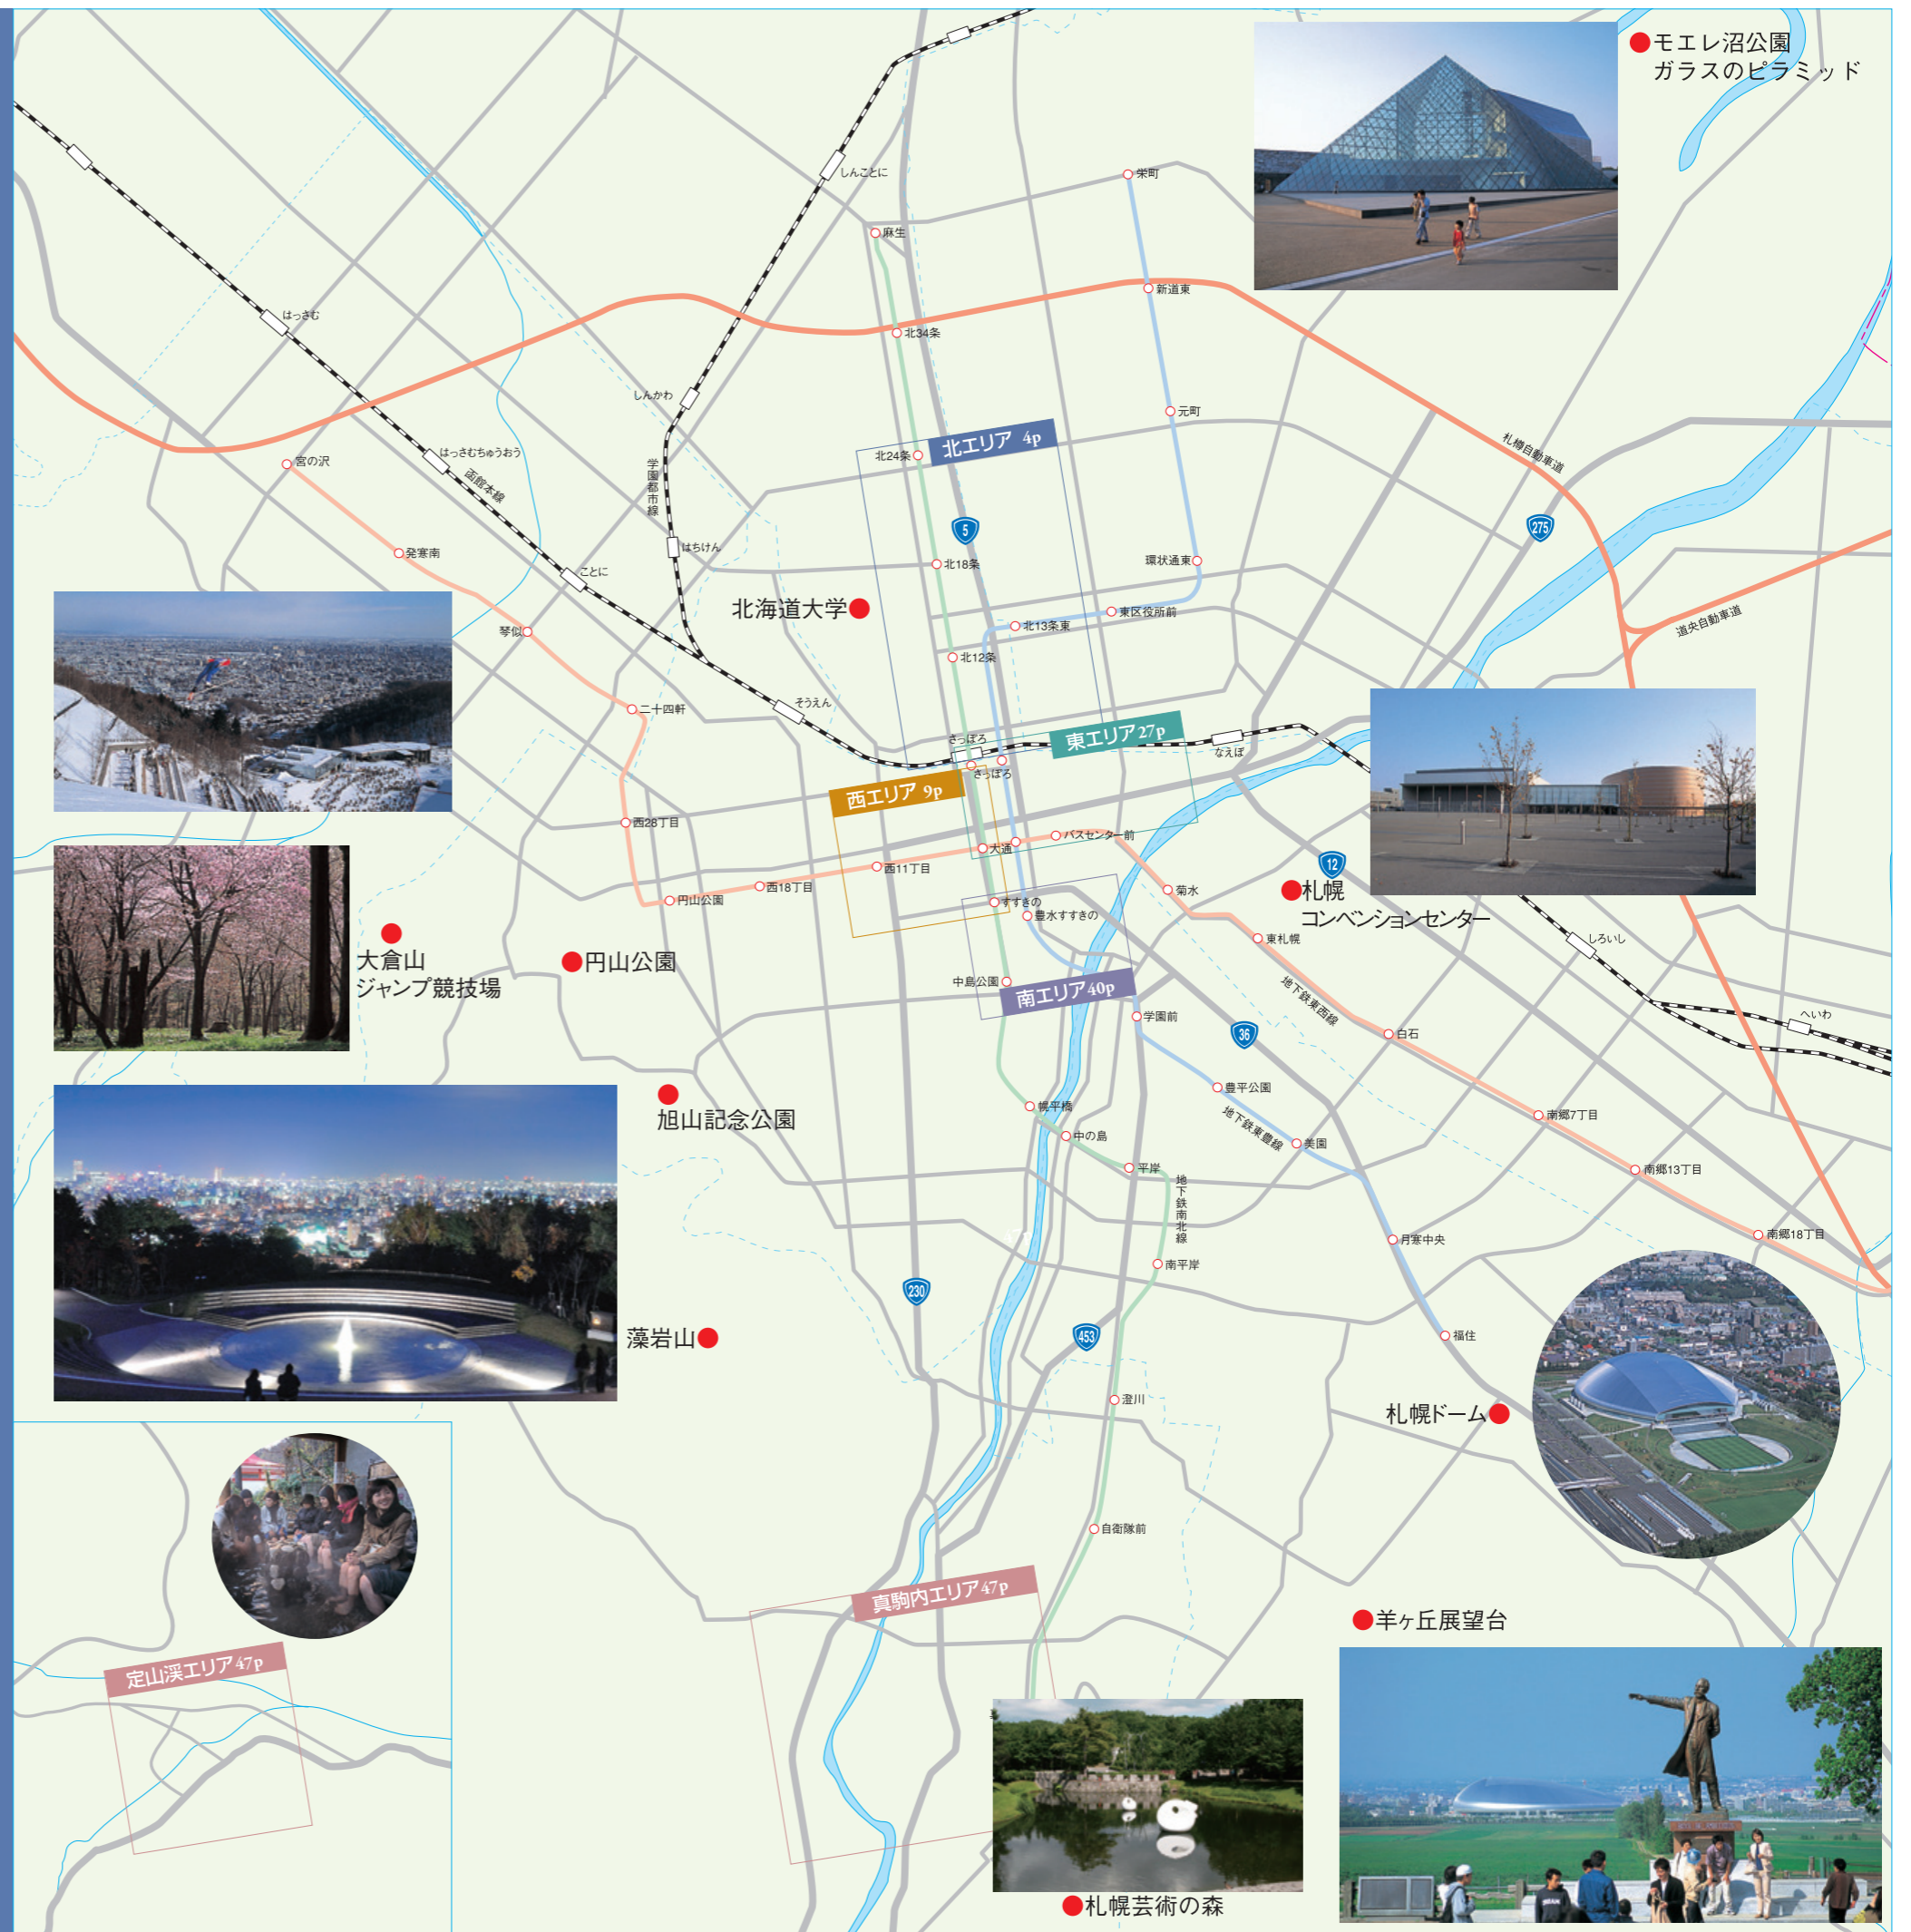 モエレ沼公園
ガラスのピラミッド
しんことに
栄町
麻生
新道東
はっさむ
北34条
しんかわ
元町
北エリア 4p
札樽自動車道
北24条
はっさむちゅうおう
宮の沢
函館本線
学園都市線
5
275
発寒南
はちけん
環状通東
北18条
ことに
北海道大学
東区役所前
道央自動車道
琴似
北13条東
北12条
二十四軒
そうえん
さっぽろ
東エリア27p
なえぼ
さっぽろ
西エリア 9p
西28丁目
大通
バスセンター前
12
西11丁目
西18丁目
円山公園
菊水
札幌
コンベンションセンター
すすきの
豊水すすきの
東札幌
しろいし
大倉山
ジャンプ競技場
円山公園
中島公園
南エリア40p
地下鉄東西線
学園前
36
白石
へいわ
旭山記念公園
豊平公園
幌平橋
地下鉄東豊線
南郷7丁目
中の島
美園
平岸
南郷13丁目
地下鉄南北線
47p
月寒中央
南郷18丁目
南平岸
230
藻岩山
453
福住
澄川
札幌ドーム
自衛隊前
真駒内エリア47p
羊ヶ丘展望台
定山渓エリア47p
札幌芸術の森